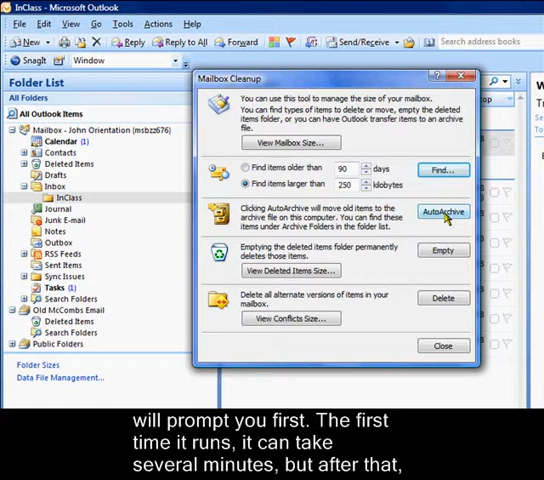 InClass - Microsoft Outlook
File Edit View Go Tools Actions Help
New Reply Reply to All Forward Send/Receive Search address books
SnagIt Window
Folder List
All Folders
All Outlook Items
Mailbox - John Orientation (msbzz676)
Calendar (1)
Contacts
Deleted Items
Drafts
Inbox
InClass
Journal
Junk E-mail
Notes
Outbox
RSS Feeds
Sent Items
Sync Issues
Tasks (1)
Search Folders
Old McCombs Email
Deleted Items
Search Folders
Public Folders
Folder Sizes
Data File Management...
Mailbox Cleanup
You can use this tool to manage the size of your mailbox.
You can find types of items to delete or move, empty the deleted
items folder, or you can have Outlook transfer items to an archive
file.
View Mailbox Size...
Find items older than 90 days
Find...
Find items larger than 250 kilobytes
Clicking AutoArchive will move old items to the
archive file on this computer. You can find these
items under Archive Folders in the folder list.
AutoArchive
Emptying the deleted items folder permanently
deletes those items.
Empty
View Deleted Items Size...
Delete all alternate versions of items in your
mailbox.
Delete
View Conflicts Size...
Close
will prompt you first. The first
time it runs, it can take
several minutes, but after that,